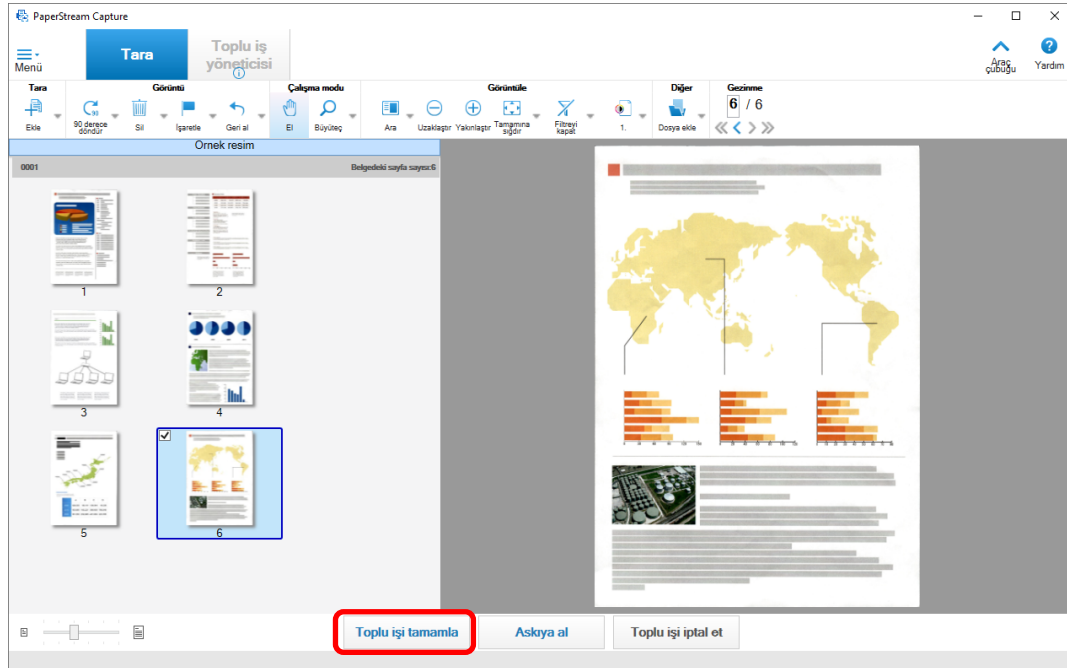 PaperStream Capture
Menü
Tara
Toplu iş
yöneticisi
Araç
çubuğu
Yardım
Tara
Görüntü
Çalışma modu
Görüntüle
Diğer
Gezinme
6 / 6
Ekle
90 derece
döndür
Sil
İşaretle
Geri al
El
Büyüteç
Ara
Uzaklaştır
Yakınlaştır
Tamamına
sığdır
Filtreyi
kapat
1.
Dosya ekle
Ornek resim
0001
Belgedeki sayfa sayısı:6
1
2
3
4
5
6
Toplu işi tamamla
Askıya al
Toplu işi iptal et